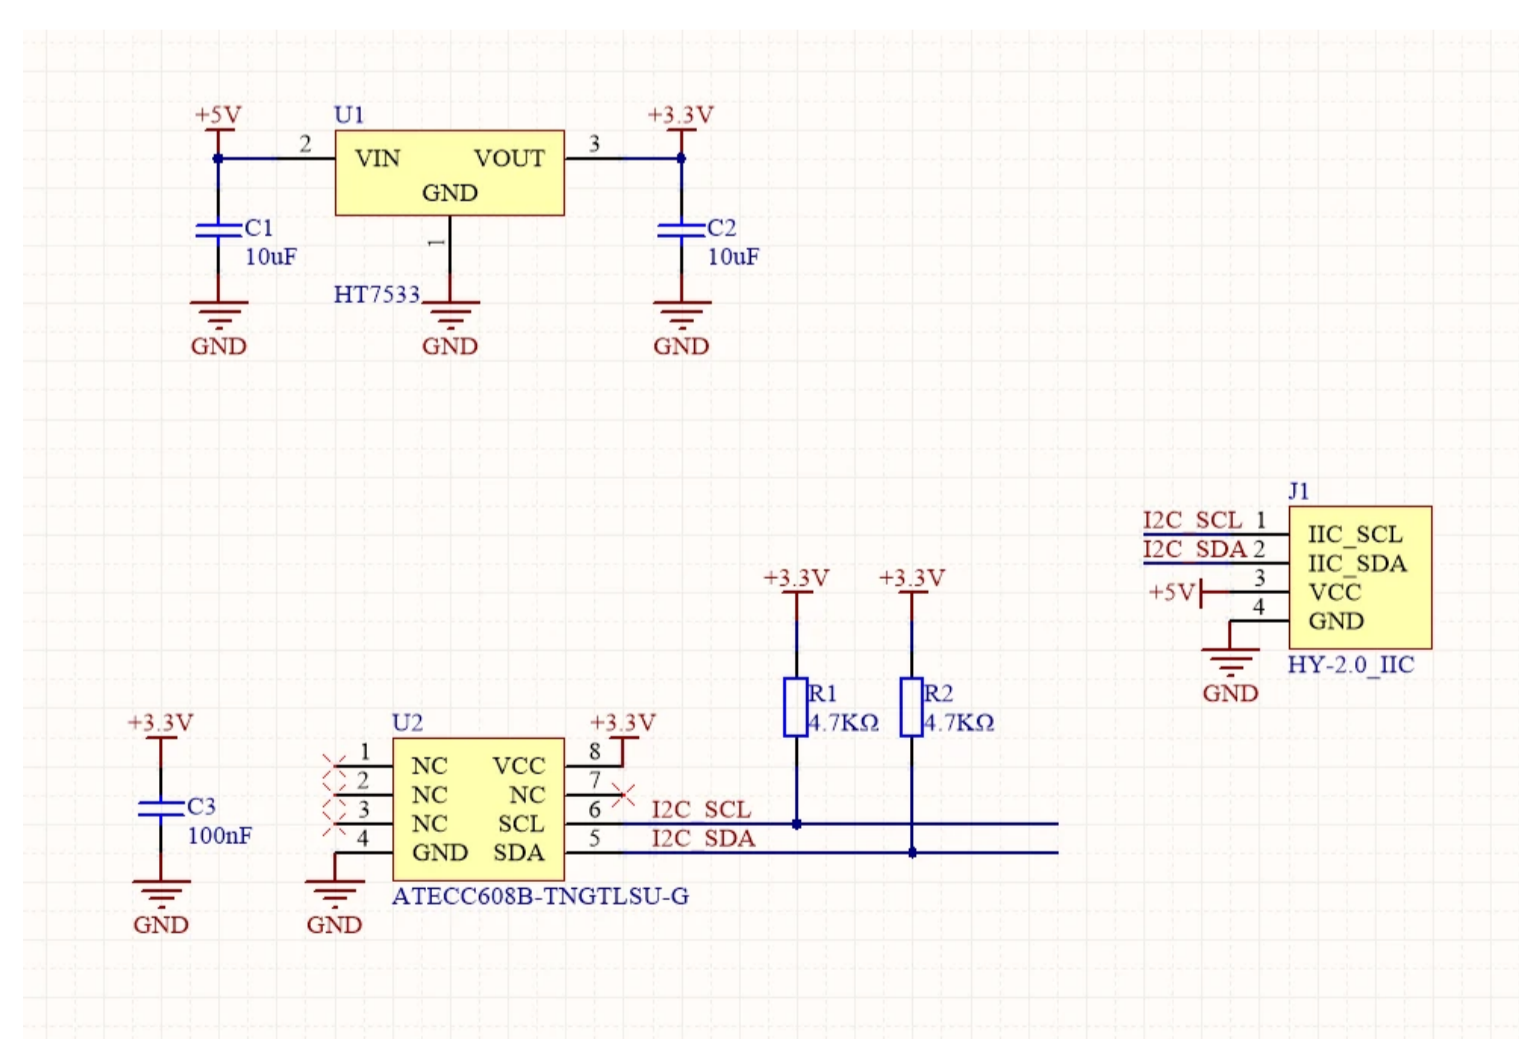 +5V
U1
+3.3V
2
VIN
VOUT
3
GND
C1
10uF
1
C2
10uF
HT7533
GND
GND
GND
J1
I2C_SCL
1
IIC_SCL
I2C_SDA
2
IIC_SDA
+5V
3
VCC
4
GND
HY-2.0_IIC
GND
+3.3V
+3.3V
R1
4.7KΩ
R2
4.7KΩ
+3.3V
C3
100nF
GND
U2
+3.3V
1
NC
VCC
8
2
NC
NC
7
3
NC
SCL
6
I2C_SCL
4
GND
SDA
5
I2C_SDA
ATECC608B-TNGTLSU-G
GND